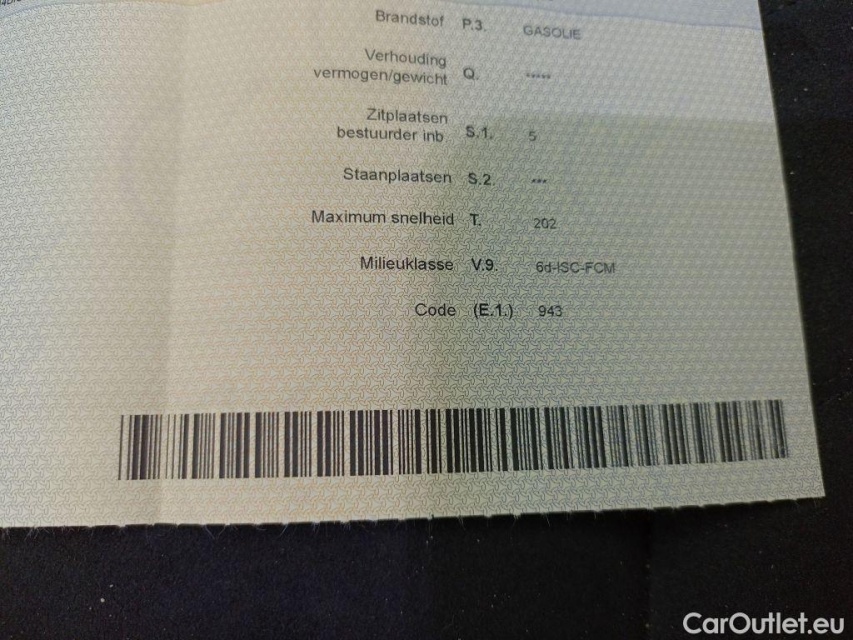 Brandstof P.3. GASOLIE
Verhouding
vermogen/gewicht Q. *****
Zitplaatsen
bestuurder inb S.1. 5
Staanplaatsen S.2. ***
Maximum snelheid T. 202
Milieuklasse V.9. 6d-ISC-FCM
Code (E.1.) 943
CarOutlet.eu